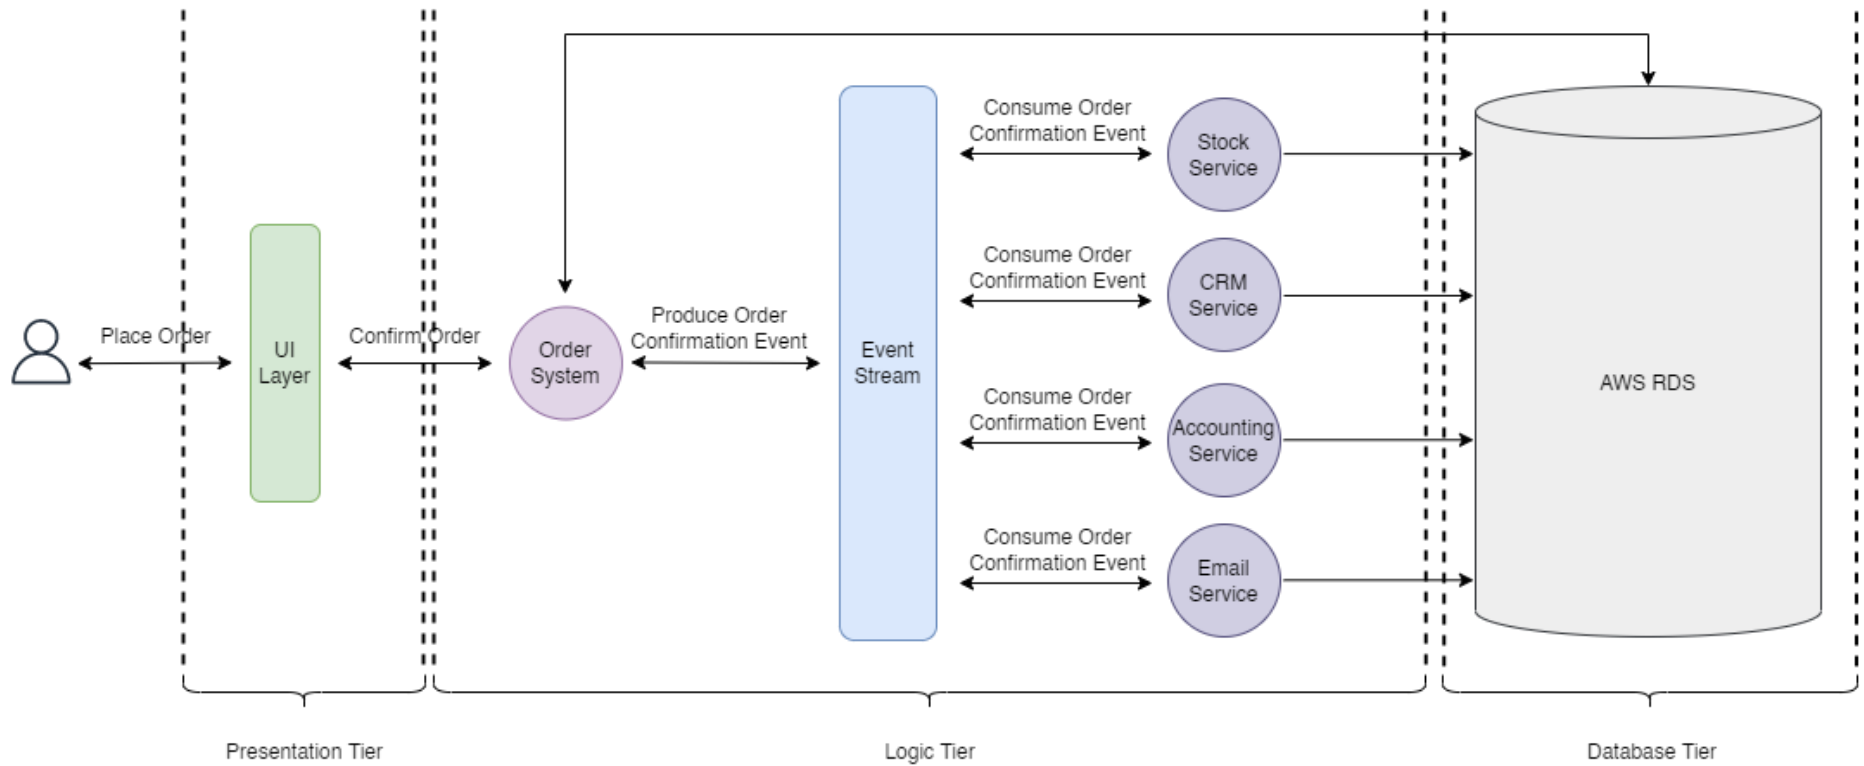 Place Order
UI
Layer
Confirm Order
Order
System
Produce Order
Confirmation Event
Event
Stream
Consume Order
Confirmation Event
Stock
Service
Consume Order
Confirmation Event
CRM
Service
Consume Order
Confirmation Event
Accounting
Service
Consume Order
Confirmation Event
Email
Service
AWS RDS
Presentation Tier
Logic Tier
Database Tier